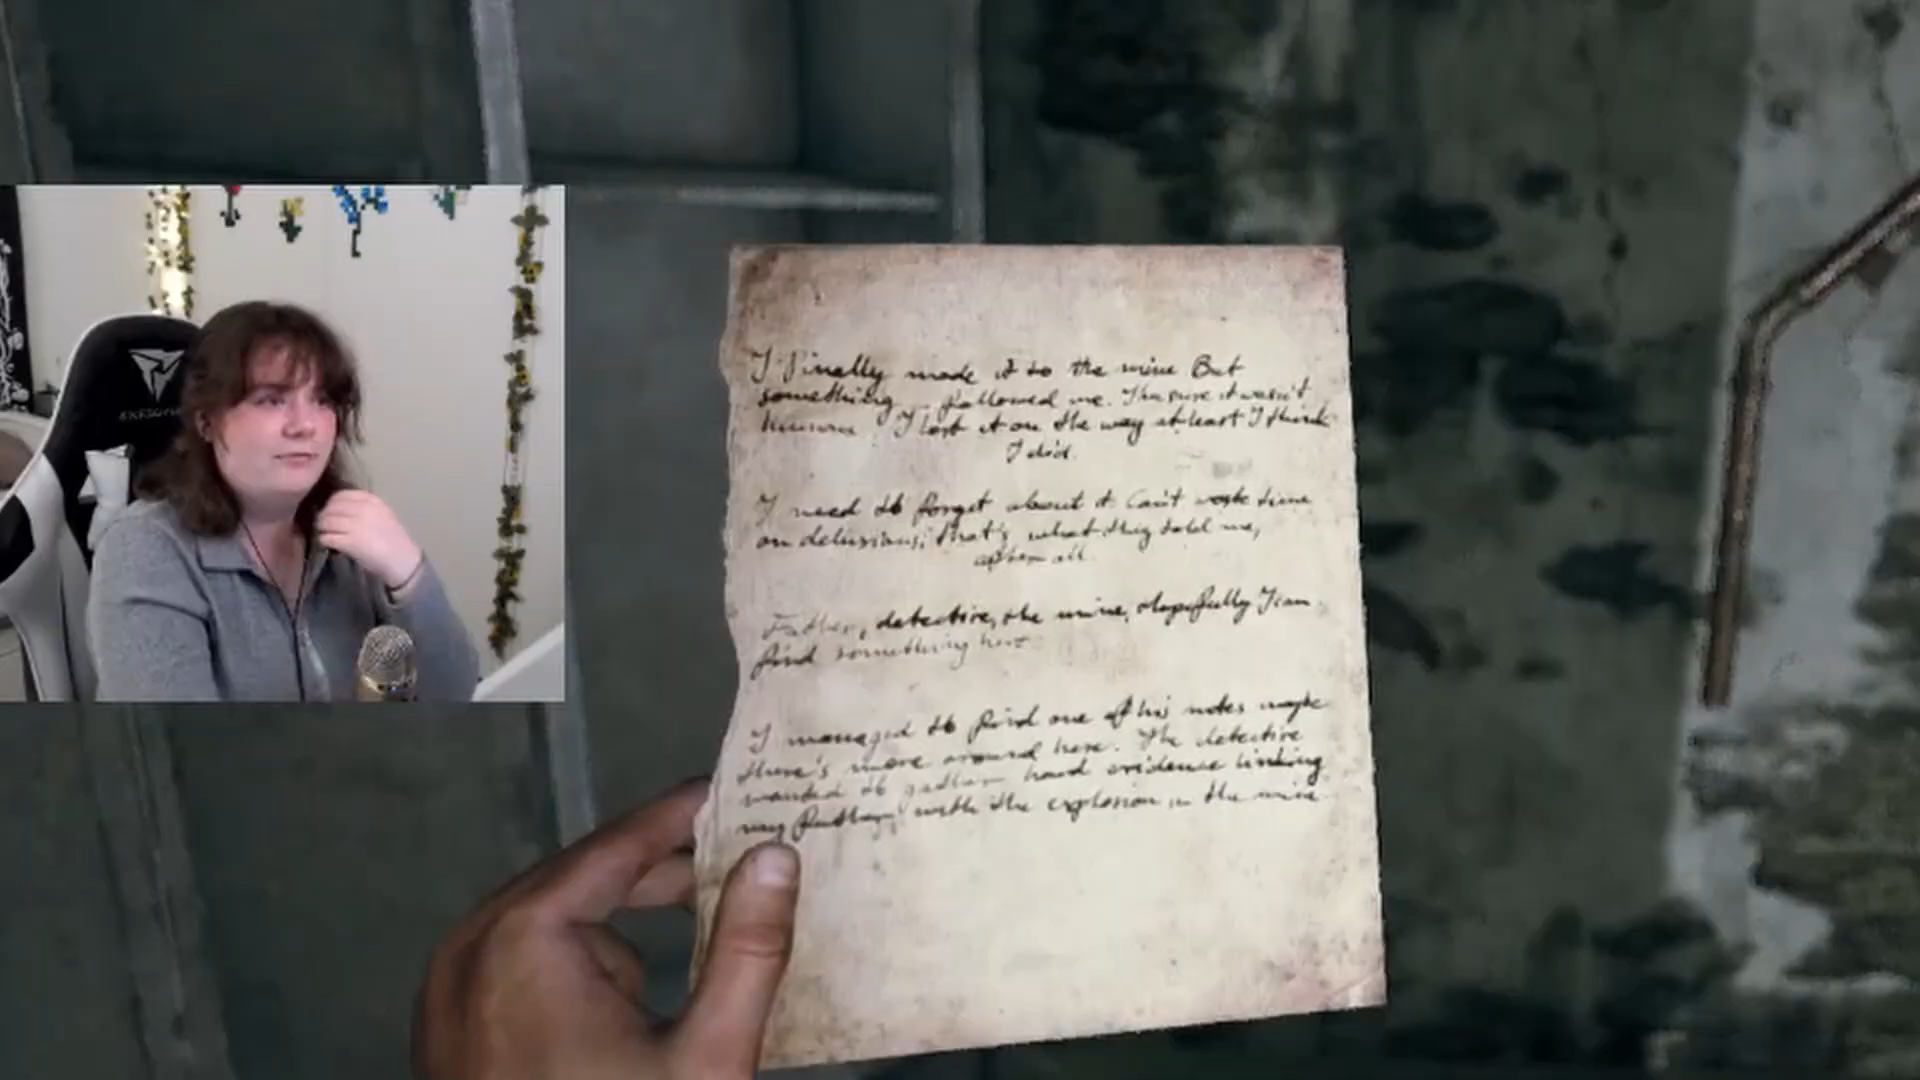 I finally made it to the mine But
something followed me. I'm sure it wasn't
human. I lost it on the way at least I think
I did.
I need to forget about it. Can't waste time
on delusions, that's what they told me,
them all.
Father, detective, the mine, Hopefully I can
find something here
I managed to find one of his notes maybe
there's more around here. The detective
wanted to gather hard evidence linking
my father with the explosion in the mine